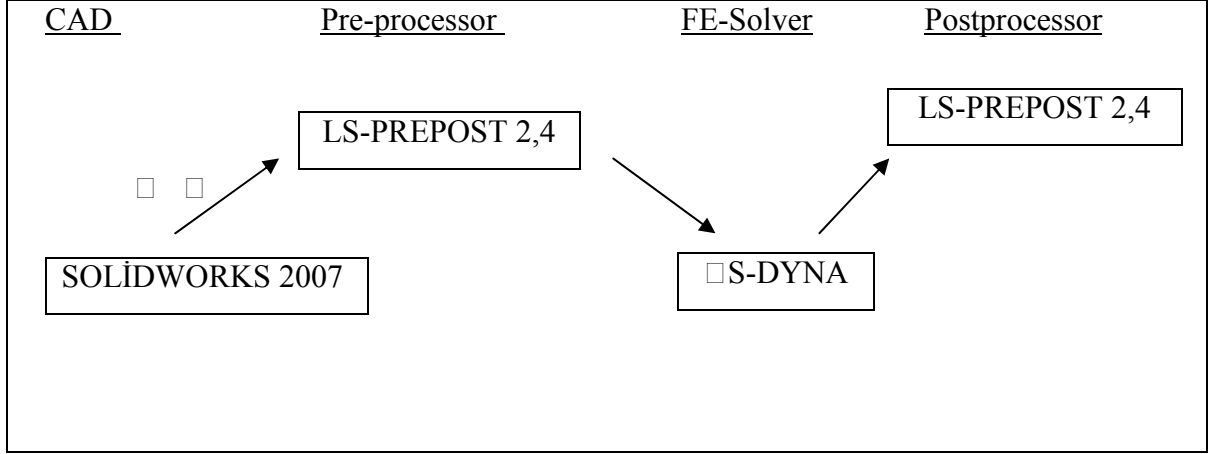 CAD Pre-processor FE-Solver Postprocessor
LS-PREPOST 2,4
LS-PREPOST 2,4
□ □
SOLİDWORKS 2007
□S-DYNA